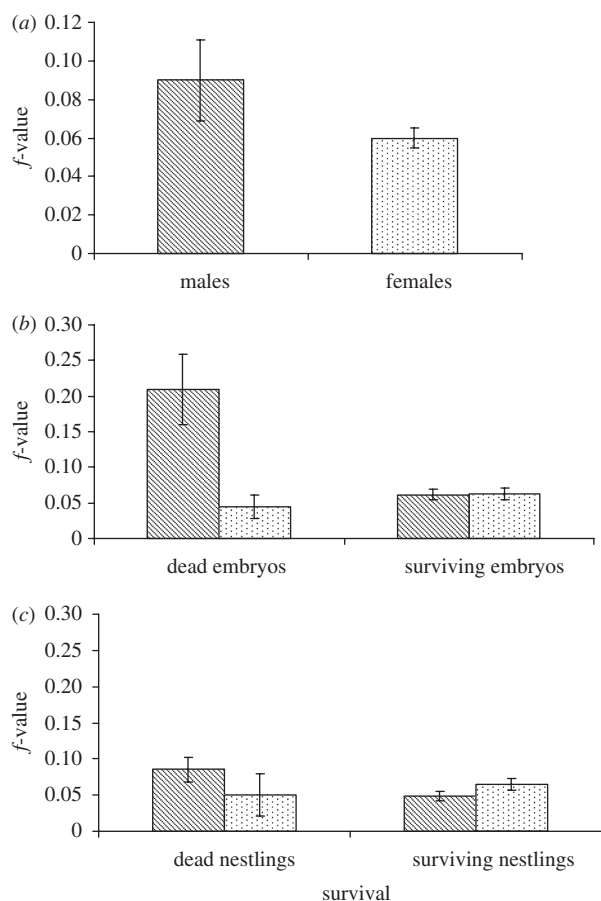 (a) 0.12
0.10
0.08
0.06
0.04
0.02
0
f-value
males females
(b) 0.30
0.25
0.20
0.15
0.10
0.05
0
f-value
dead embryos surviving embryos
(c) 0.30
0.25
0.20
0.15
0.10
0.05
0
f-value
dead nestlings surviving nestlings
survival